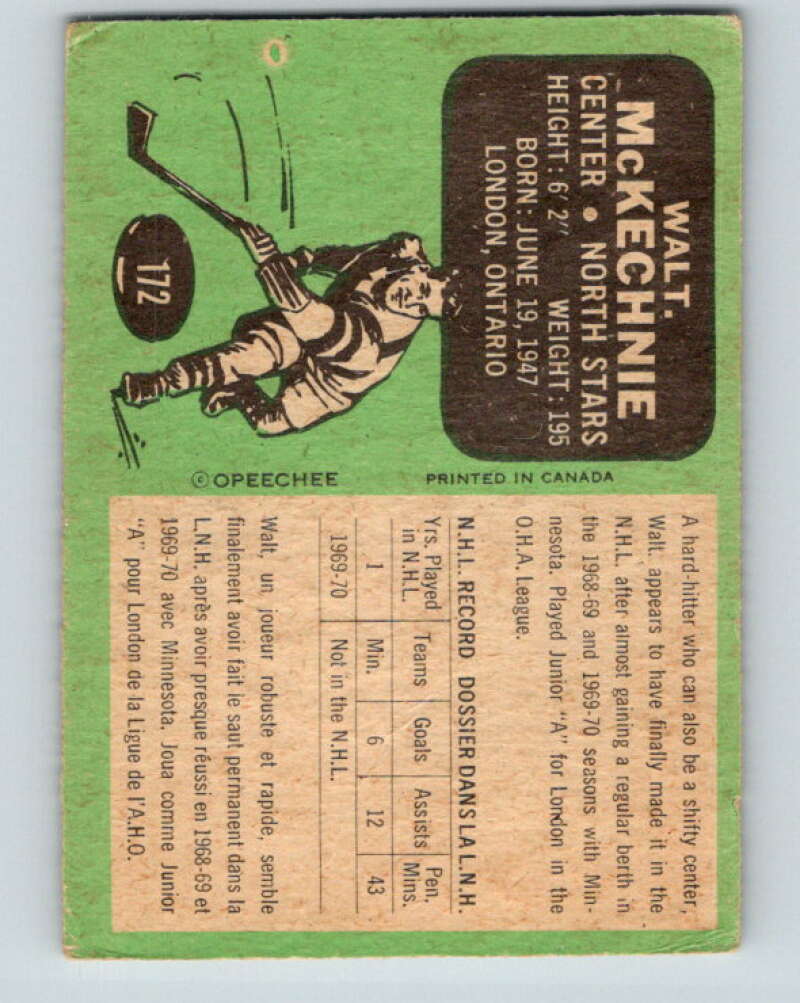 WALT.
McKECHNIE
CENTER • NORTH STARS
HEIGHT: 6'2" WEIGHT: 195
BORN: JUNE 19, 1947
LONDON, ONTARIO
172
© OPEECHEE PRINTED IN CANADA
A hard-hitter who can also be a shifty center,
Walt. appears to have finally made it in the
N.H.L. after almost gaining a regular berth in
the 1968-69 and 1969-70 seasons with Min-
nesota. Played Junior "A" for London in the
O.H.A. League.
N.H.L. RECORD DOSSIER DANS LA L.N.H.
Yrs. Played in N.H.L. Teams Goals Assists Pen. Mins.
1 Min. 6 12 43
1969-70 Not in the N.H.L.
Walt, un joueur robuste et rapide, semble
finalement avoir fait le saut permanent dans la
L.N.H. après avoir presque réussi en 1968-69 et
1969-70 avec Minnesota. Joua comme Junior
"A" pour London de la Ligue de l'A.H.O.